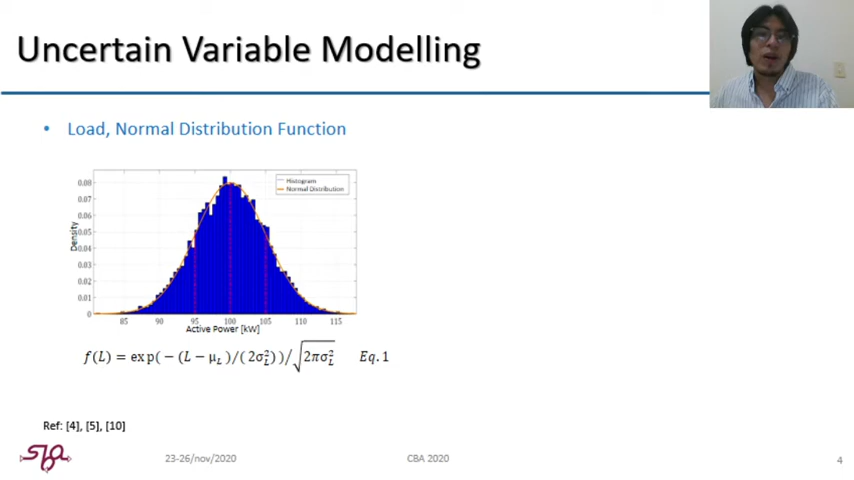 Uncertain Variable Modelling
• Load, Normal Distribution Function
Histogram
Normal Distribution
Density
0.08
0.07
0.06
0.05
0.04
0.03
0.02
0.01
0
85 90 95 100 105 110 115
Active Power [kW]
f(L) = exp(−(L − μ_L)/(2σ_L²))/√(2πσ_L²) Eq.1
Ref: [4], [5], [10]
SBA
23-26/nov/2020
CBA 2020
4